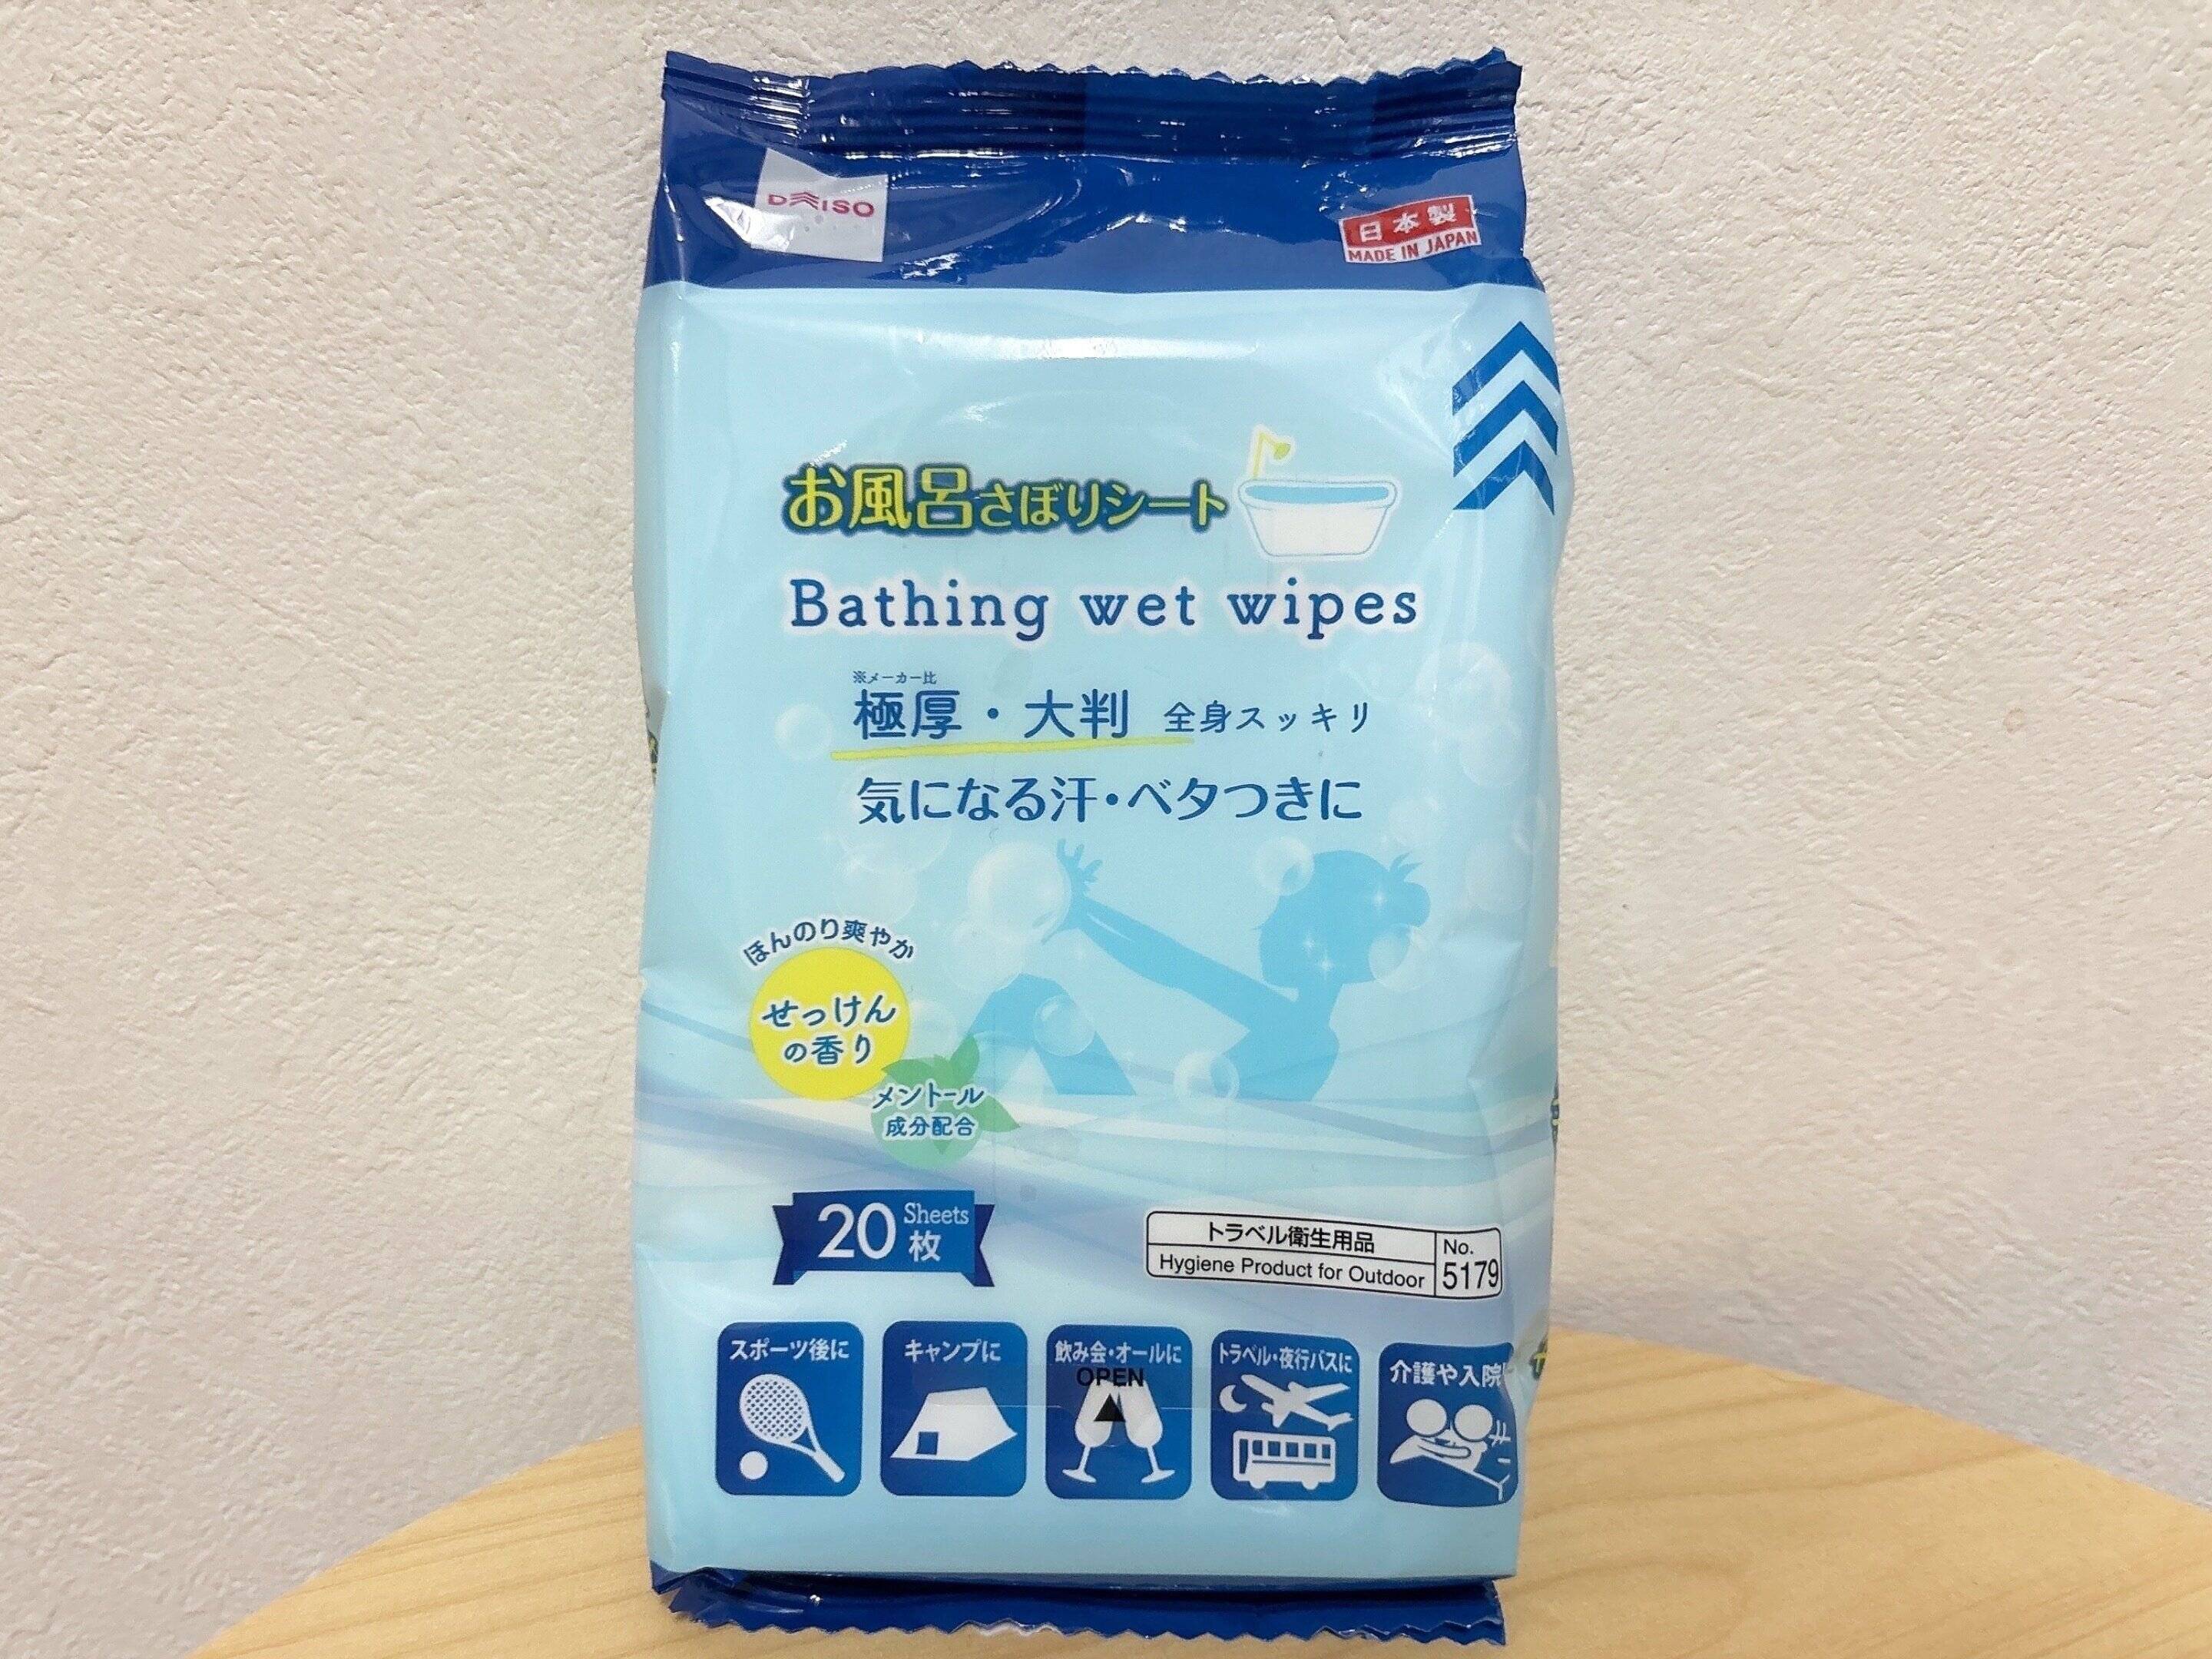 DAISO
日本製
MADE IN JAPAN
お風呂さぼりシート
Bathing wet wipes
※メーカー比
極厚・大判 全身スッキリ
気になる汗・ベタつきに
ほんのり爽やか
せっけん
の香り
メントール
成分配合
20 Sheets
枚
トラベル衛生用品
Hygiene Product for Outdoor
No.
5179
スポーツ後に
キャンプに
飲み会・オールに
トラベル・夜行バスに
介護や入院
OPEN